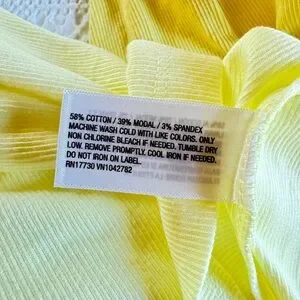 58% COTTON / 39% MODAL / 3% SPANDEX
MACHINE WASH COLD WITH LIKE COLORS. ONLY
NON CHLORINE BLEACH IF NEEDED. TUMBLE DRY
LOW. REMOVE PROMPTLY. COOL IRON IF NEEDED.
DO NOT IRON ON LABEL.
RN17730 VN1042782